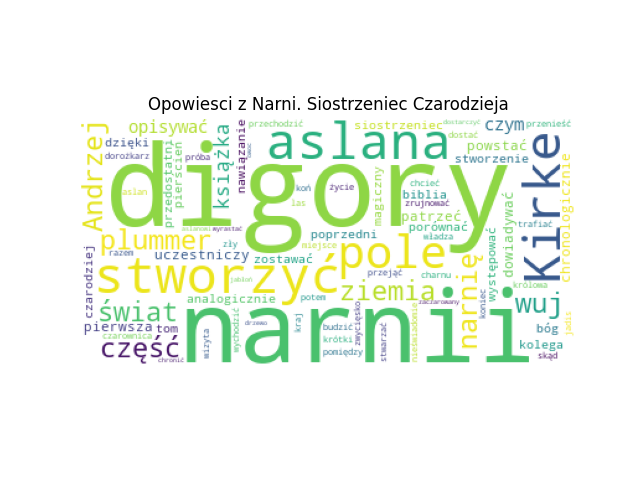 Opowiesci z Narni. Siostrzeniec Czarodzieja
Andrzej
opisywać
dzięki
dorożkarz
próba
przedostatni
pierścień
książka
nawiązanie
przechodzić
aslana
siostrzeniec
dostarczyć
dostać
czym
przenieść
powstać
stworzenie
Kirke
chronologicznie
digory
aslan
koń
życie
las
magiczny
chcieć
biblia
zrujnować
patrzeć
porównać
władza
dowiadywać
trafiać
występować
plummer
wyrastać
zły
miejsce
poprzedni
uczestniczy
zostawać
razem
czarodziej
stworzyć
pole
narnię
przejąć
charnu
ziemia
zaczarowany
koniec
królowa
wuj
jadis
świat
analogicznie
potem
pierwsza
tom
czarownica
część
chronić
wizyta
wychodzić
drzewo
narnii
kraj
budzić
krótki
pomiędzy
zwycięsko
stwarzać
nieświadomie
bóg
kolega
skąd